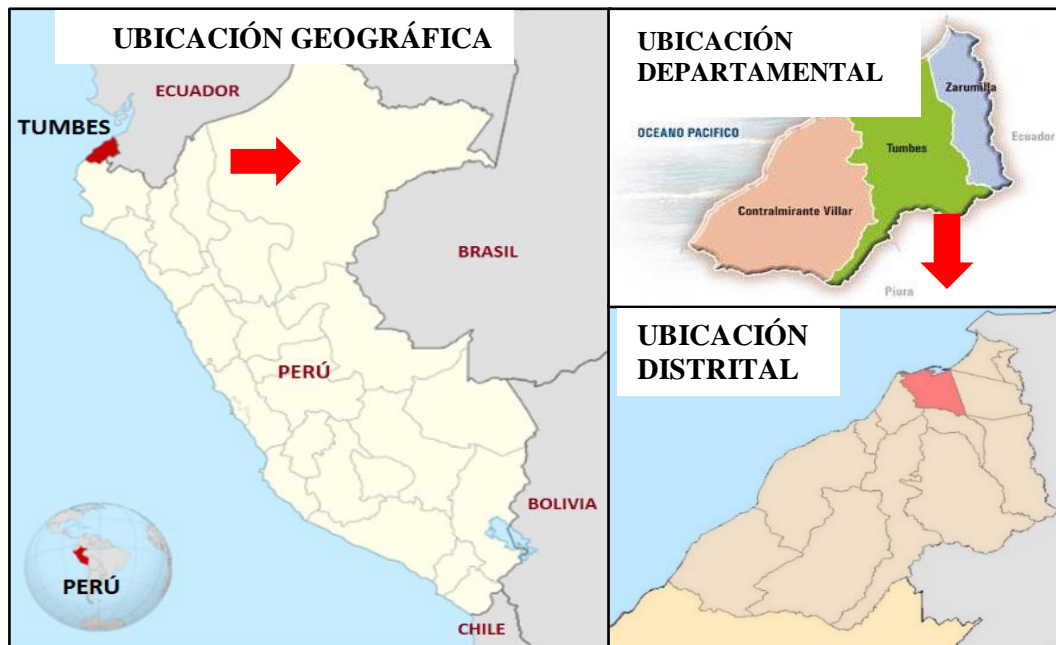 UBICACIÓN GEOGRÁFICA
ECUADOR
TUMBES
BRASIL
PERÚ
BOLIVIA
PERÚ
CHILE
UBICACIÓN
DEPARTAMENTAL
Zarumilla
OCEANO PACIFICO
Ecuador
Tumbes
Contralmirante Villar
Piura
UBICACIÓN
DISTRITAL